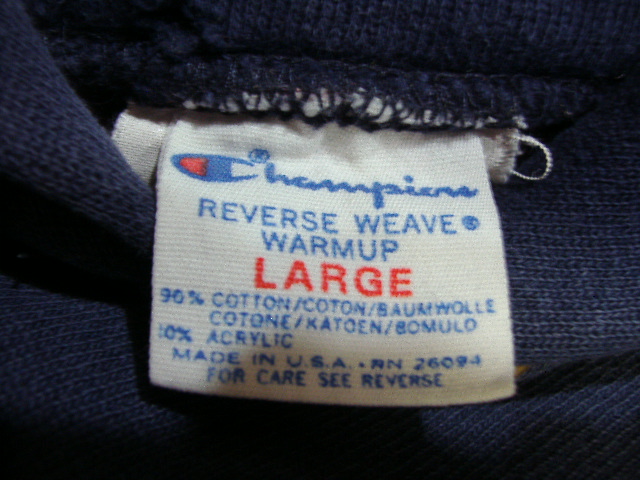 Champion®
REVERSE WEAVE®
WARMUP
LARGE
90% COTTON/COTON/BAUMWOLLE
COTONE/KATOEN/BOMULD
10% ACRYLIC
MADE IN U.S.A. · RN 26094
FOR CARE SEE REVERSE